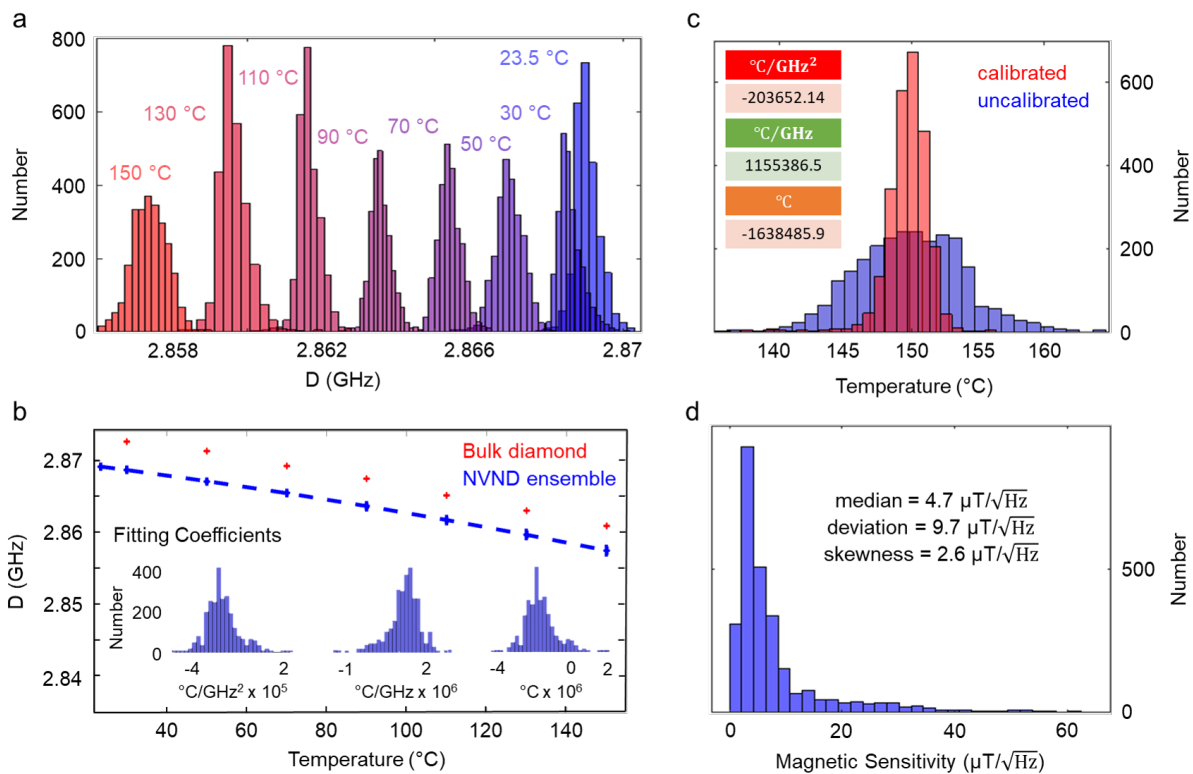 a
800
600
400
200
0
Number
150 °C
130 °C
110 °C
90 °C
70 °C
50 °C
30 °C
23.5 °C
2.858
2.862
2.866
2.87
D (GHz)
c
°C/GHz²
-203652.14
°C/GHz
1155386.5
°C
-1638485.9
calibrated
uncalibrated
600
400
200
0
Number
140
145
150
155
160
Temperature (°C)
b
2.87
2.86
2.85
2.84
D (GHz)
Bulk diamond
NVND ensemble
Fitting Coefficients
400
200
0
Number
-4
2
°C/GHz² x 10⁵
-1
2
°C/GHz x 10⁶
-4
0
2
°C x 10⁶
40
60
80
100
120
140
Temperature (°C)
d
median = 4.7 µT/√Hz
deviation = 9.7 µT/√Hz
skewness = 2.6 µT/√Hz
500
0
Number
0
20
40
60
Magnetic Sensitivity (µT/√Hz)